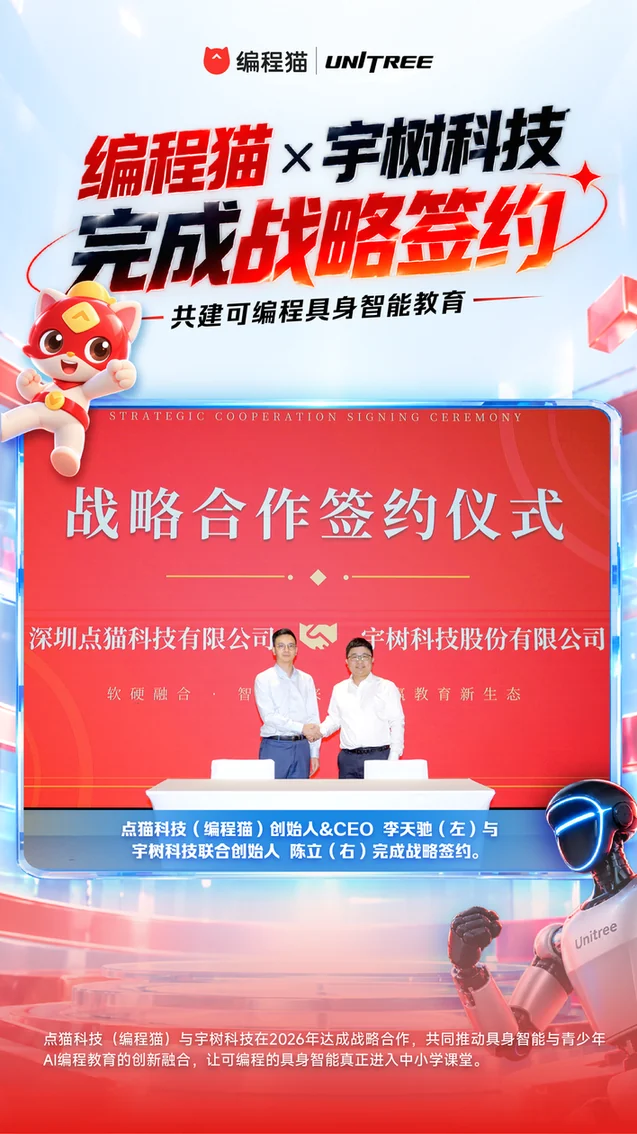 编程猫 UNITREE
编程猫×宇树科技
完成战略签约
共建可编程具身智能教育
STRATEGIC COOPERATION SIGNING CEREMONY
战略合作签约仪式
深圳点猫科技有限公司 宇树科技股份有限公司
软硬融合 · 智 教育新生态
点猫科技（编程猫）创始人&CEO 李天驰（左）与
宇树科技联合创始人 陈立（右）完成战略签约。
Unitree
点猫科技（编程猫）与宇树科技在2026年达成战略合作，共同推动具身智能与青少年
AI编程教育的创新融合，让可编程的具身智能真正进入中小学课堂。